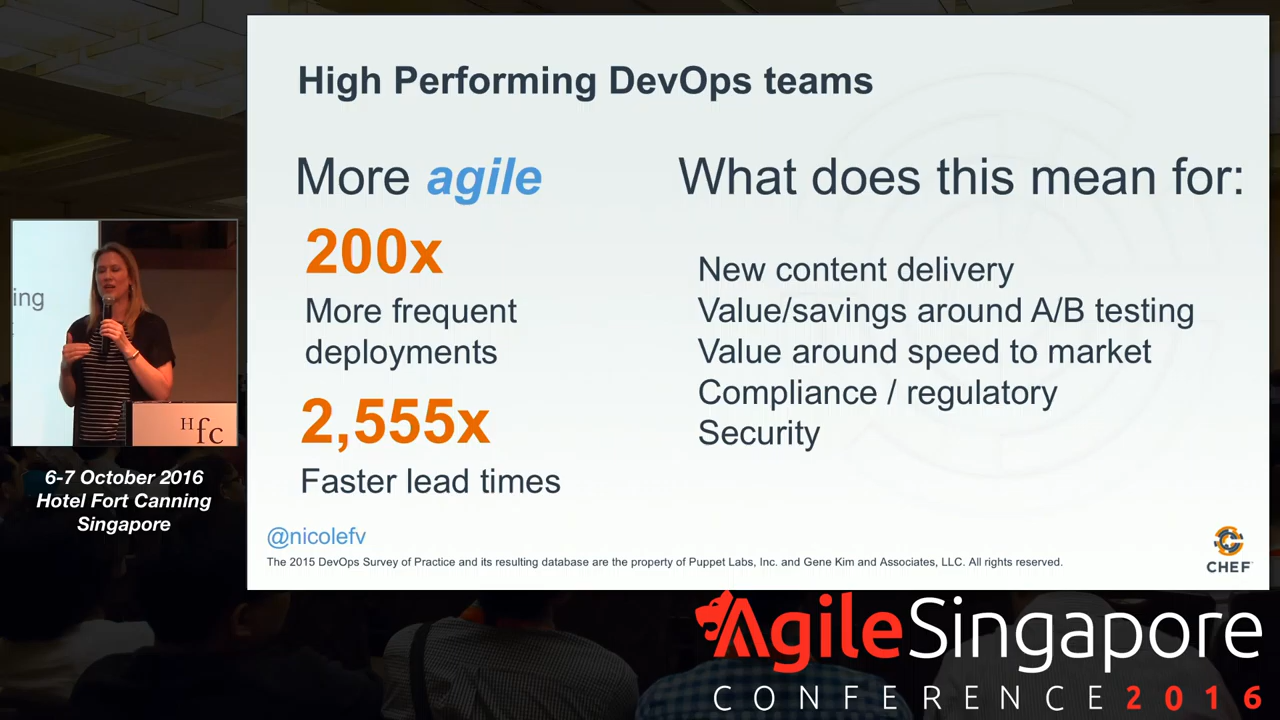 High Performing DevOps teams
More agile
200x
More frequent
deployments
2,555x
Faster lead times
What does this mean for:
New content delivery
Value/savings around A/B testing
Value around speed to market
Compliance / regulatory
Security
@nicolefv
The 2015 DevOps Survey of Practice and its resulting database are the property of Puppet Labs, Inc. and Gene Kim and Associates, LLC. All rights reserved.
CHEF
ing
Hfc
6-7 October 2016
Hotel Fort Canning
Singapore
AgileSingapore
CONFERENCE 2016